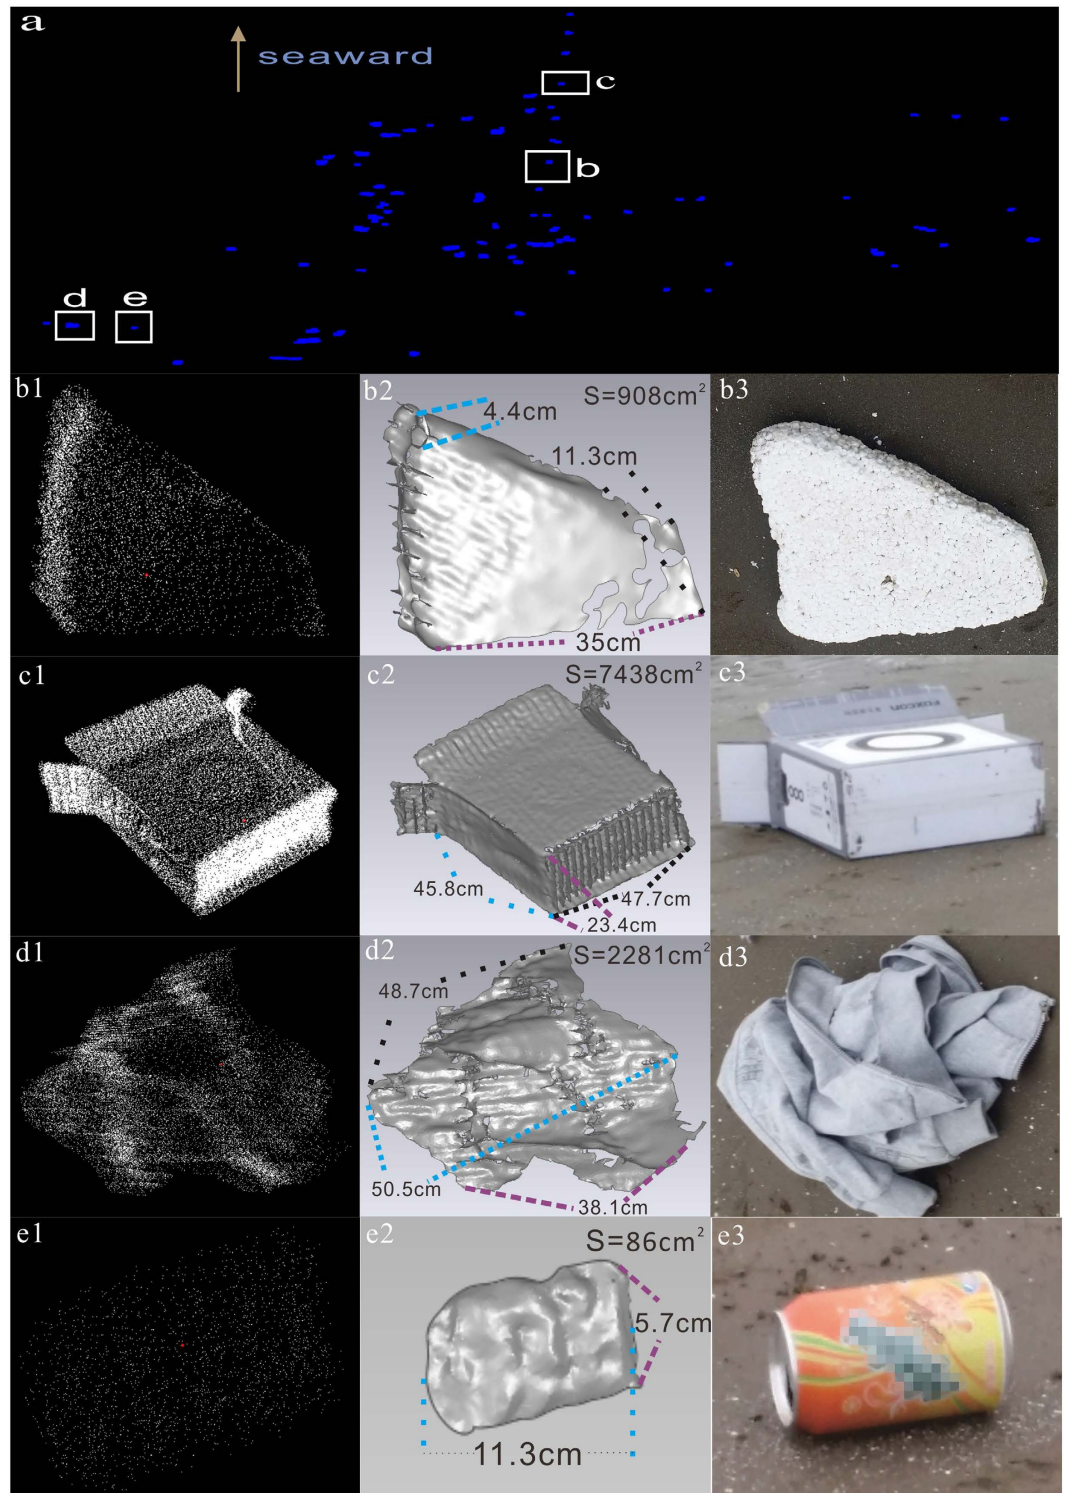 a
seaward
c
b
d
e
b1
b2
S=908cm²
4.4cm
11.3cm
35cm
b3
c1
c2
S=7438cm²
45.8cm
47.7cm
23.4cm
c3
FOXCON
d1
d2
S=2281cm²
48.7cm
50.5cm
38.1cm
d3
e1
e2
S=86cm²
5.7cm
11.3cm
e3